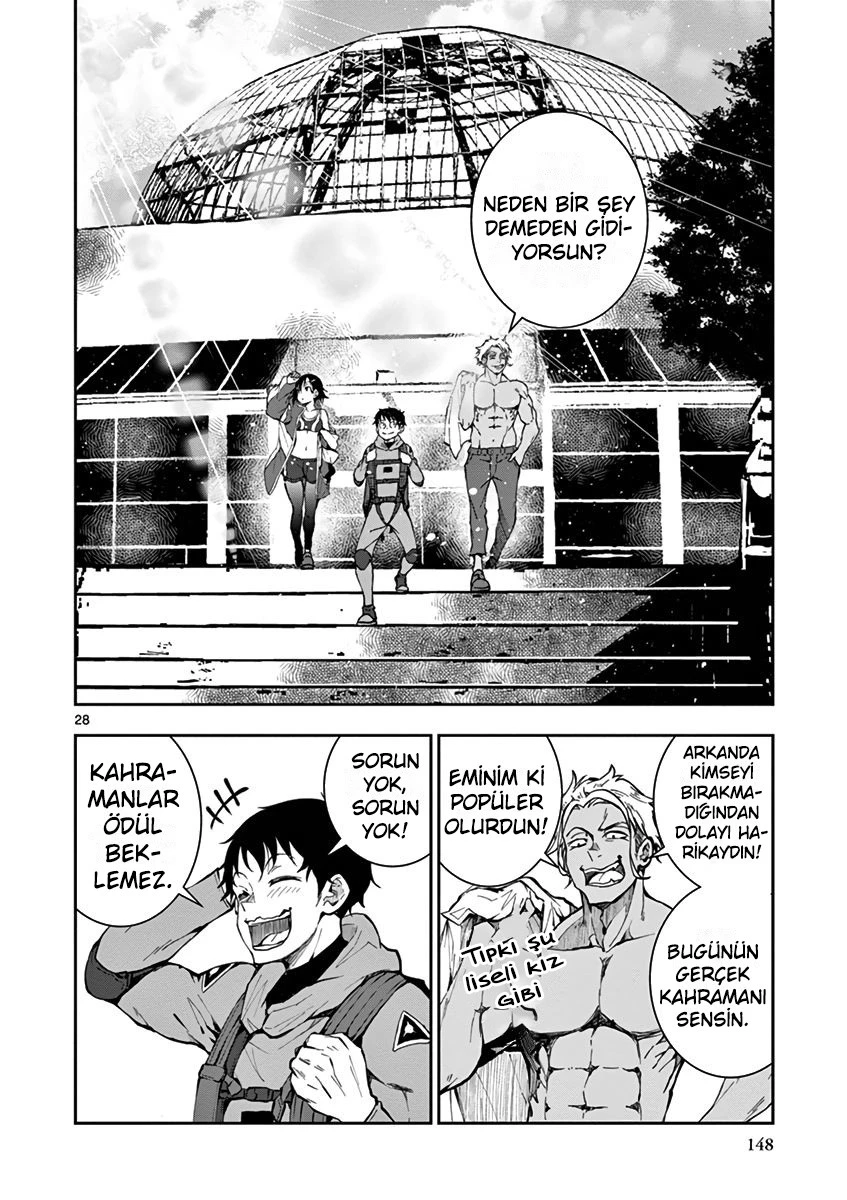 NEDEN BİR ŞEY
DEMEDEN GİDİ-
YORSUN?
28
ARKANDA
KİMSEYİ
BIRAKMA-
DIĞINDAN
DOLAYI HA-
RİKAYDIN!
EMİNİM Kİ
POPÜLER
OLURDUN!
Tıpkı şu
liseli kız
gibi
BUGÜNÜN
GERÇEK
KAHRAMANI
SENSİN.
SORUN
YOK,
SORUN
YOK!
KAHRA-
MANLAR
ÖDÜL
BEK-
LEMEZ.
148